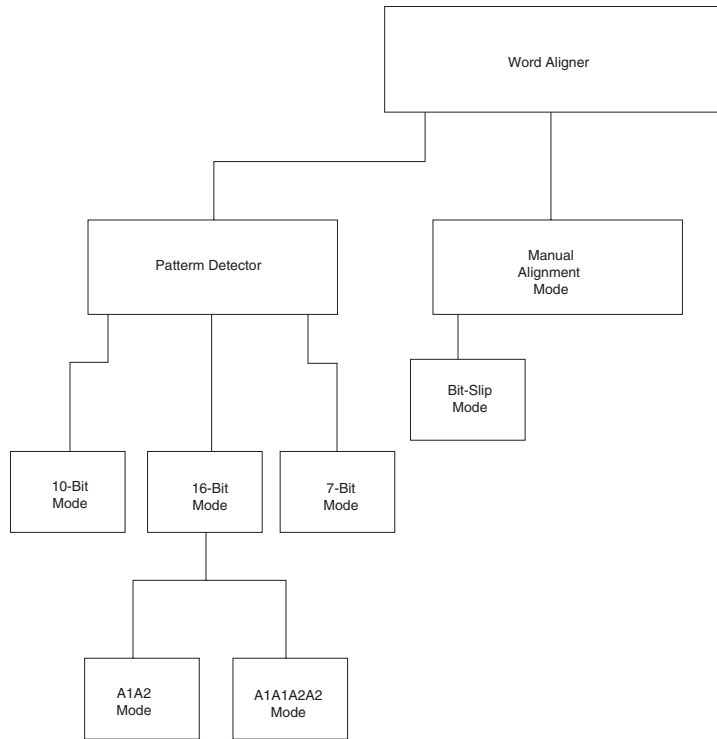 Word Aligner
Patterm Detector
Manual
Alignment
Mode
Bit-Slip
Mode
10-Bit
Mode
16-Bit
Mode
7-Bit
Mode
A1A2
Mode
A1A1A2A2
Mode